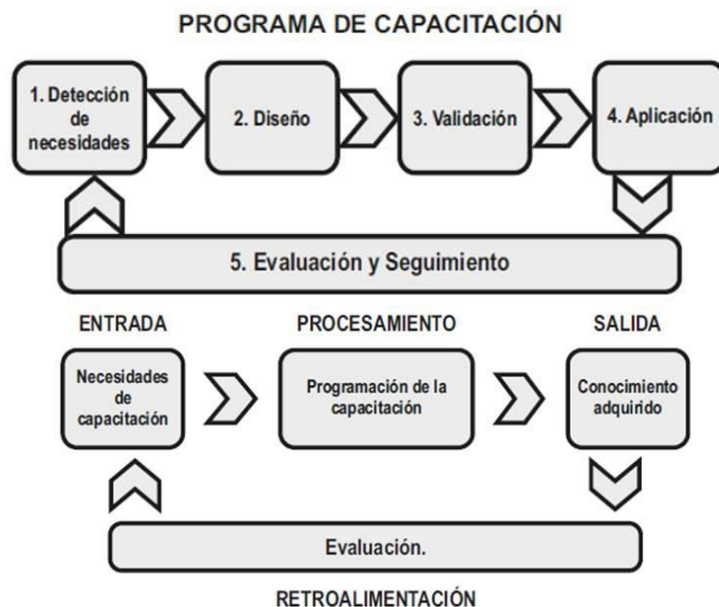 PROGRAMA DE CAPACITACIÓN
1. Detección
de
necesidades
2. Diseño
3. Validación
4. Aplicación
5. Evaluación y Seguimiento
ENTRADA
PROCESAMIENTO
SALIDA
Necesidades
de
capacitación
Programación de la
capacitación
Conocimiento
adquirido
Evaluación.
RETROALIMENTACIÓN